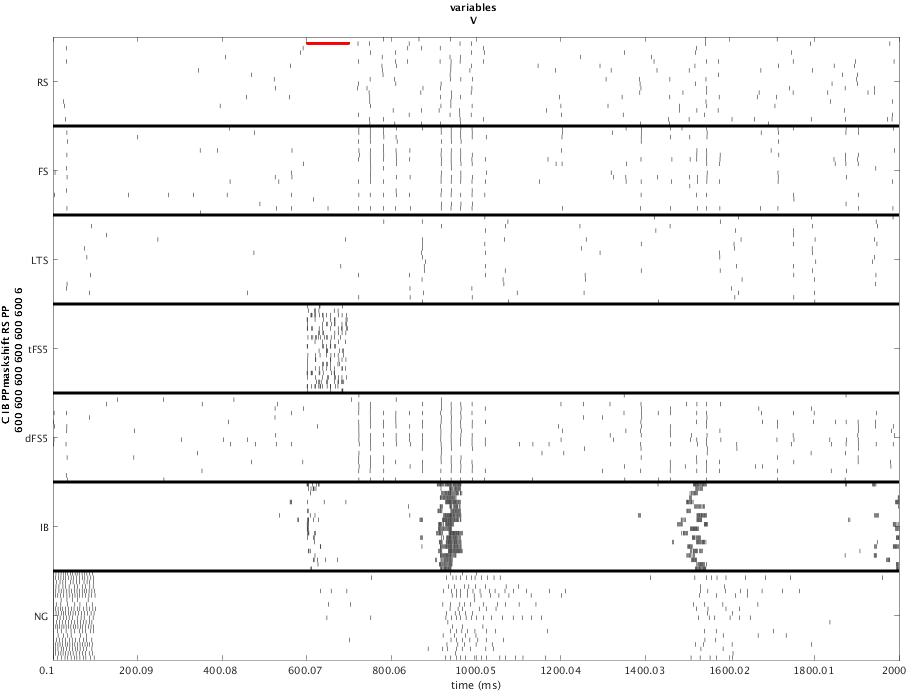 variables
V
C IB PPmaskshift RS PP
600 600 600 600 600 6
RS
FS
LTS
tFS5
dFS5
IB
NG
0.1 200.09 400.08 600.07 800.06 1000.05 1200.04 1400.03 1600.02 1800.01 2000
time (ms)